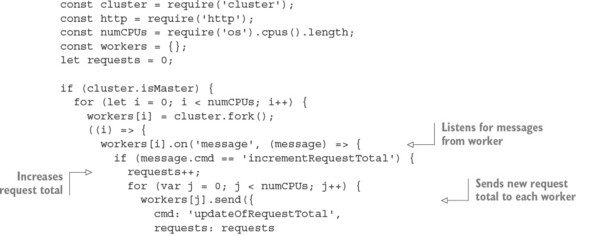 const cluster = require('cluster');
const http = require('http');
const numCPUs = require('os').cpus().length;
const workers = {};
let requests = 0;

if (cluster.isMaster) {
  for (let i = 0; i < numCPUs; i++) {
    workers[i] = cluster.fork();
    ((i) => {
      workers[i].on('message', (message) => {
        if (message.cmd == 'incrementRequestTotal') {
          requests++;
          for (var j = 0; j < numCPUs; j++) {
            workers[j].send({
              cmd: 'updateOfRequestTotal',
              requests: requests
Listens for messages
from worker
Increases
request total
Sends new request
total to each worker